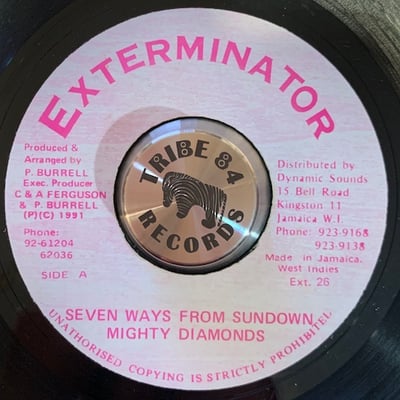 EXTERMINATOR
Produced &
Arranged by
P. BURRELL
Exec. Producer
C & A FERGUSON
& P. BURRELL
(P)(C) 1991
Phone:
92-61204
62036
SIDE A
TRIBE 84
RECORDS
Distributed by
Dynamic Sounds
15 Bell Road
Kingston 11
Jamaica W.I.
Phone: 923-9168
923-9138
Made in Jamaica.
West Indies
Ext. 26
SEVEN WAYS FROM SUNDOWN
MIGHTY DIAMONDS
UNAUTHORISED COPYING IS STRICTLY PROHIBITEL